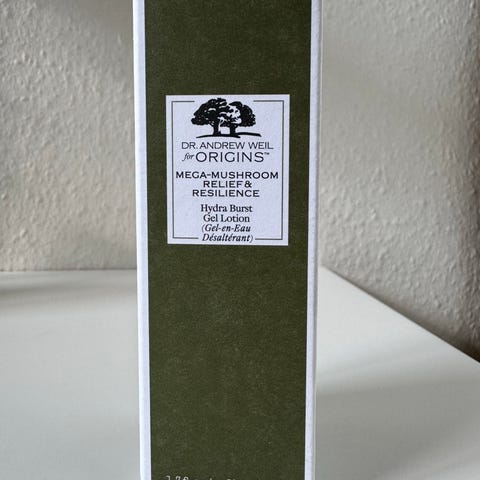 DR. ANDREW WEIL
for ORIGINS™
MEGA-MUSHROOM
RELIEF &
RESILIENCE
Hydra Burst
Gel Lotion
(Gel-en-Eau
Désaltérant)